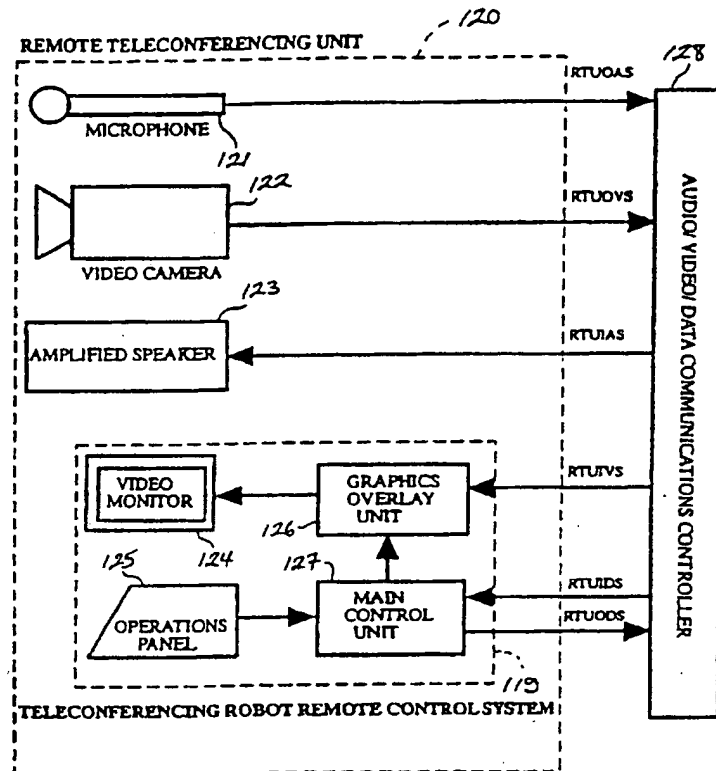 120
REMOTE TELECONFERENCING UNIT
128
RTUOAS
MICROPHONE
121
122
RTUOVS
VIDEO CAMERA
123
AMPLIFIED SPEAKER
RTUIAS
VIDEO
MONITOR
GRAPHICS
OVERLAY
UNIT
RTUIVS
124
126
125
127
OPERATIONS
PANEL
MAIN
CONTROL
UNIT
RTUIDS
RTUODS
119
TELECONFERENCING ROBOT REMOTE CONTROL SYSTEM
AUDIO/ VIDEO/ DATA COMMUNICATIONS CONTROLLER